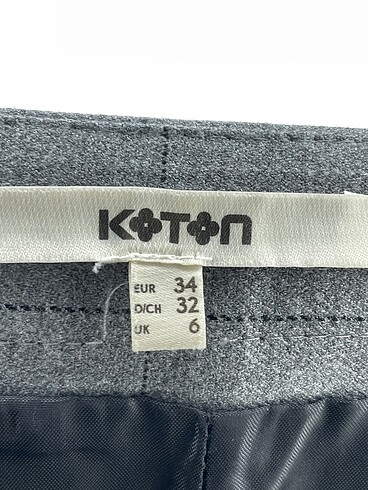 KOTON
EUR 34
D/CH 32
UK 6